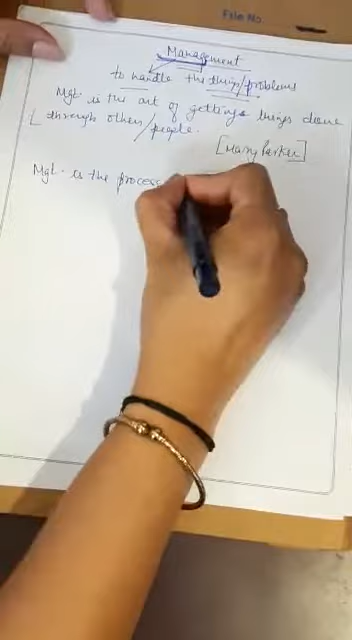 File No.
Management
to handle the things/problems
Mgt. is the art of getting things done
through others/people.
[Mary Parker]
Mgt. is the process